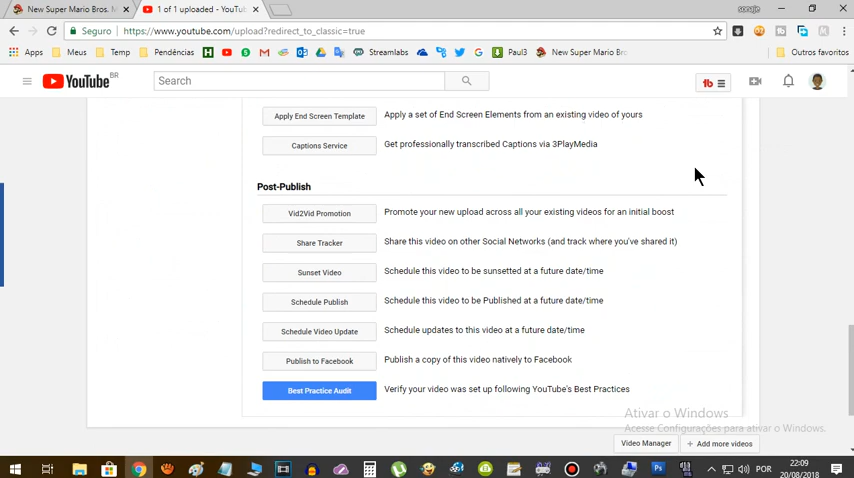 New Super Mario Bros. M
1 of 1 uploaded - YouTu
sonaje
Seguro
https://www.youtube.com/upload?redirect_to_classic=true
Apps
Meus
Temp
Pendências
Streamlabs
Paul3
New Super Mario Bro
Outros favoritos
YouTube BR
Search
Apply End Screen Template
Apply a set of End Screen Elements from an existing video of yours
Captions Service
Get professionally transcribed Captions via 3PlayMedia
Post-Publish
Vid2Vid Promotion
Promote your new upload across all your existing videos for an initial boost
Share Tracker
Share this video on other Social Networks (and track where you've shared it)
Sunset Video
Schedule this video to be sunsetted at a future date/time
Schedule Publish
Schedule this video to be Published at a future date/time
Schedule Video Update
Schedule updates to this video at a future date/time
Publish to Facebook
Publish a copy of this video natively to Facebook
Best Practice Audit
Verify your video was set up following YouTube's Best Practices
Ativar o Windows
Acesse Configurações para ativar o Windows.
Video Manager
+ Add more videos
POR
22:09
20/08/2018